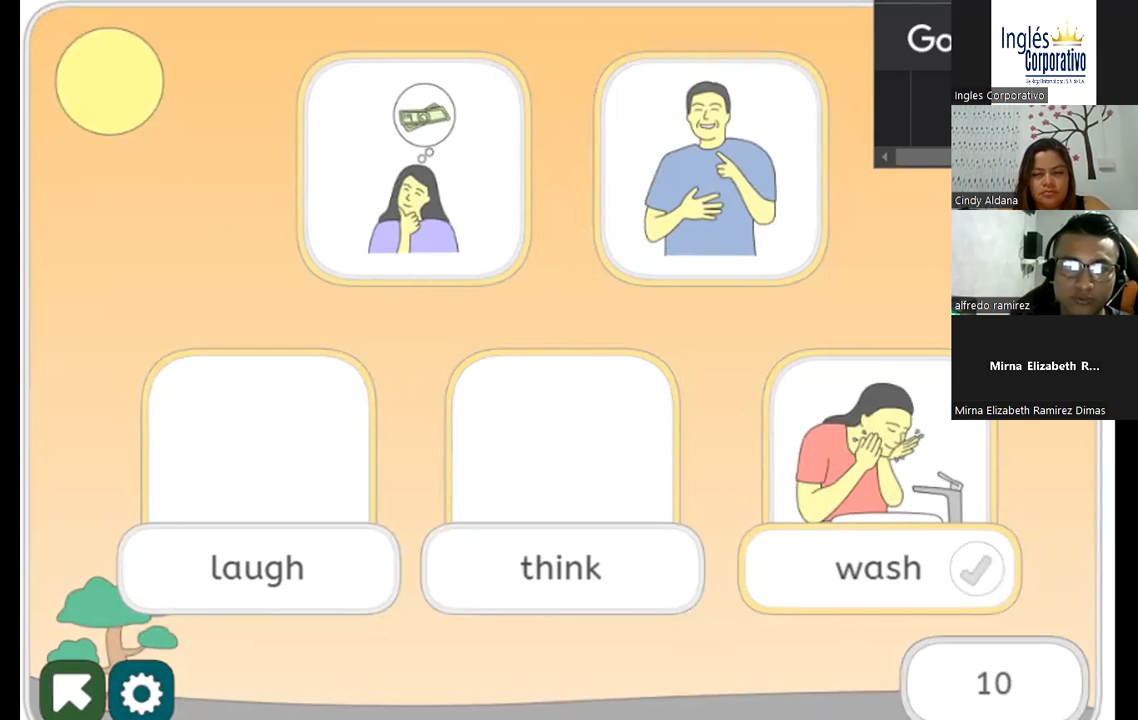 Go
Inglés
Corporativo
Ingles Corporativo
Cindy Aldana
alfredo ramirez
Mirna Elizabeth R...
Mirna Elizabeth Ramirez Dimas
laugh
think
wash
10